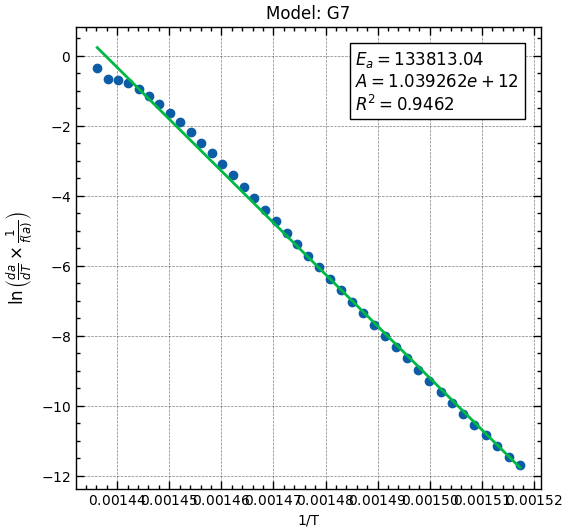 Model: G7
E_a = 133813.04
A = 1.039262e + 12
R² = 0.9462
0
−2
−4
−6
−8
−10
−12
ln (da/dT × 1/f(a))
0.00144 0.00145 0.00146 0.00147 0.00148 0.00149 0.00150 0.00151 0.00152
1/T